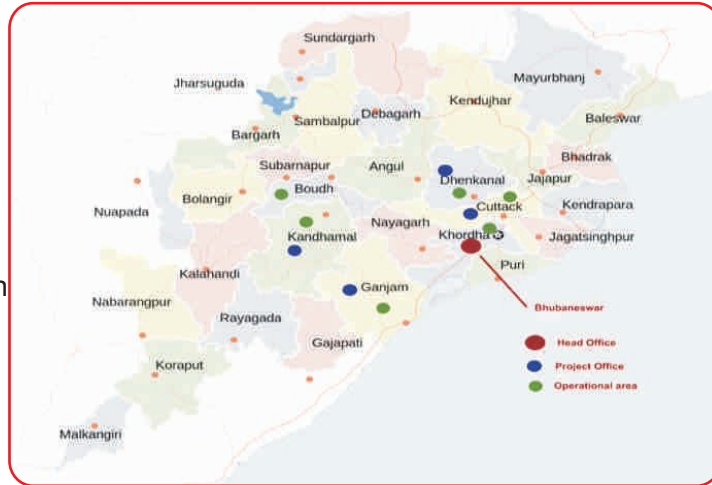 Sundargarh
Mayurbhanj
Jharsuguda
Kendujhar
Debagarh
Sambalpur
Baleswar
Bargarh
Bhadrak
Subarnapur
Angul
Dhenkanal
Jajapur
Boudh
Bolangir
Cuttack
Kendrapara
Nuapada
Nayagarh
Khordha
Kandhamal
Jagatsinghpur
Puri
Kalahandi
n
Ganjam
Nabarangpur
Bhubaneswar
Rayagada
Gajapati
Head Office
Koraput
Project Office
Operational area
Malkangiri